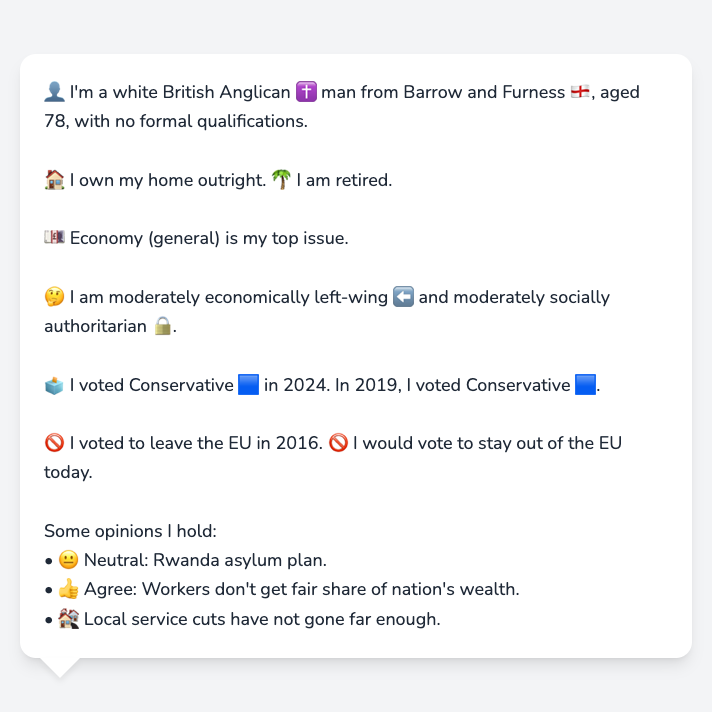 👤 I'm a white British Anglican ✝️ man from Barrow and Furness 🏴󠁧󠁢󠁥󠁮󠁧󠁿, aged
78, with no formal qualifications.
🏠 I own my home outright. 🌴 I am retired.
💷 Economy (general) is my top issue.
🤔 I am moderately economically left-wing ⬅️ and moderately socially
authoritarian 🔒.
🗳️ I voted Conservative 🟦 in 2024. In 2019, I voted Conservative 🟦.
🚫 I voted to leave the EU in 2016. 🚫 I would vote to stay out of the EU
today.
Some opinions I hold:
• 😐 Neutral: Rwanda asylum plan.
• 👍 Agree: Workers don't get fair share of nation's wealth.
• 🏘️ Local service cuts have not gone far enough.